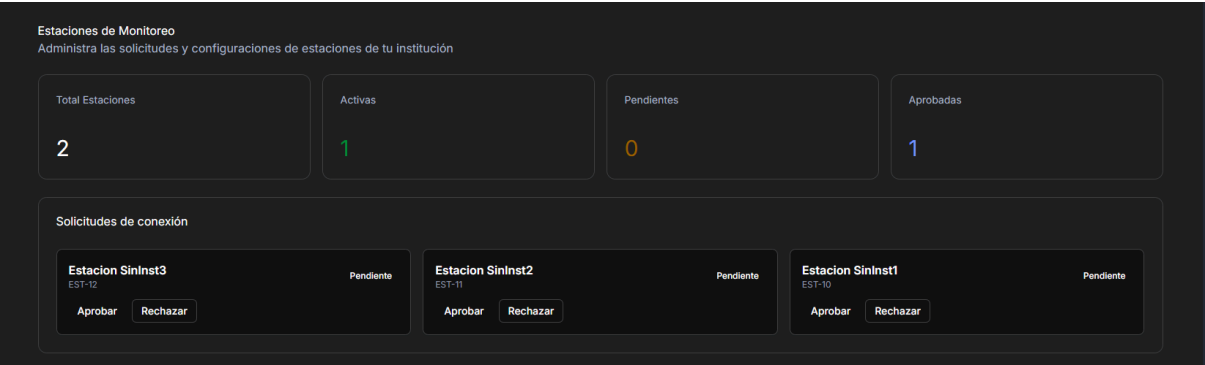 Estaciones de Monitoreo
Administra las solicitudes y configuraciones de estaciones de tu institución
Total Estaciones
2
Activas
1
Pendientes
0
Aprobadas
1
Solicitudes de conexión
Estacion SinInst3
EST-12
Pendiente
Aprobar
Rechazar
Estacion SinInst2
EST-11
Pendiente
Aprobar
Rechazar
Estacion SinInst1
EST-10
Pendiente
Aprobar
Rechazar